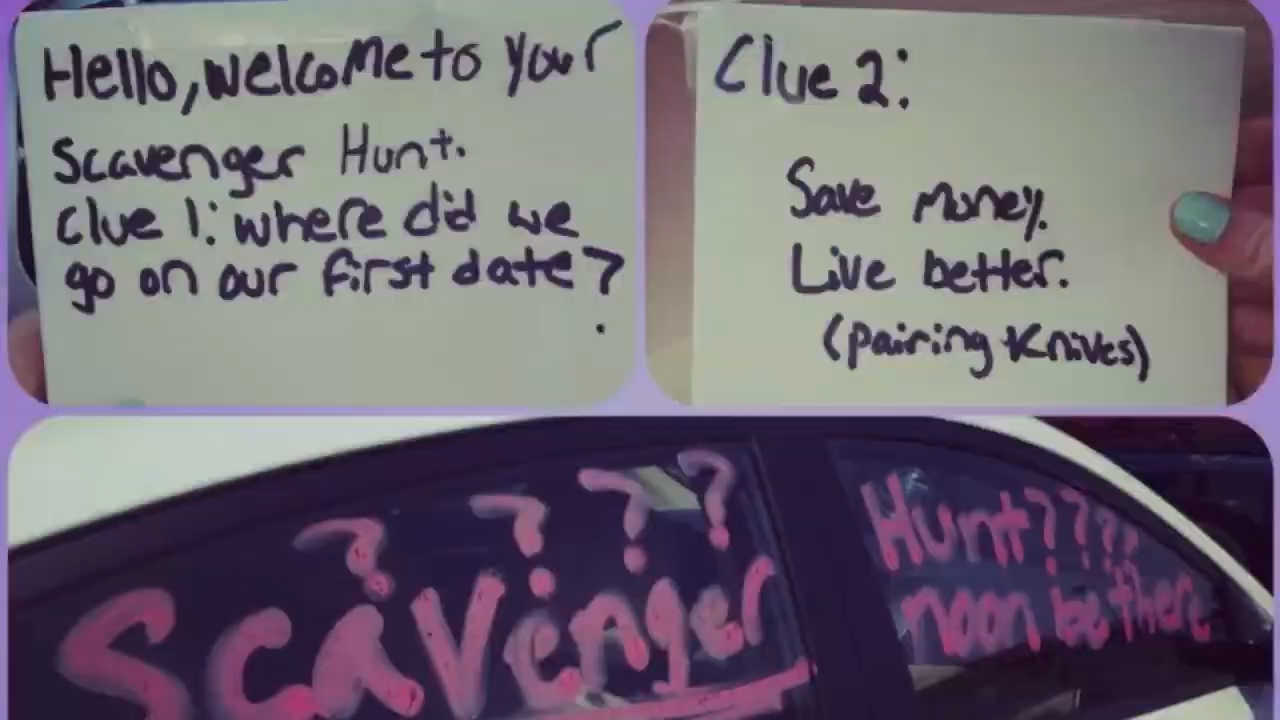 Hello, welcome to your
Scavenger Hunt.
Clue 1: where did we
go on our first date?
Clue 2:
Save money.
Live better.
(pairing knives)
? ? ? ?
Scavenger
Hunt????
noon be there